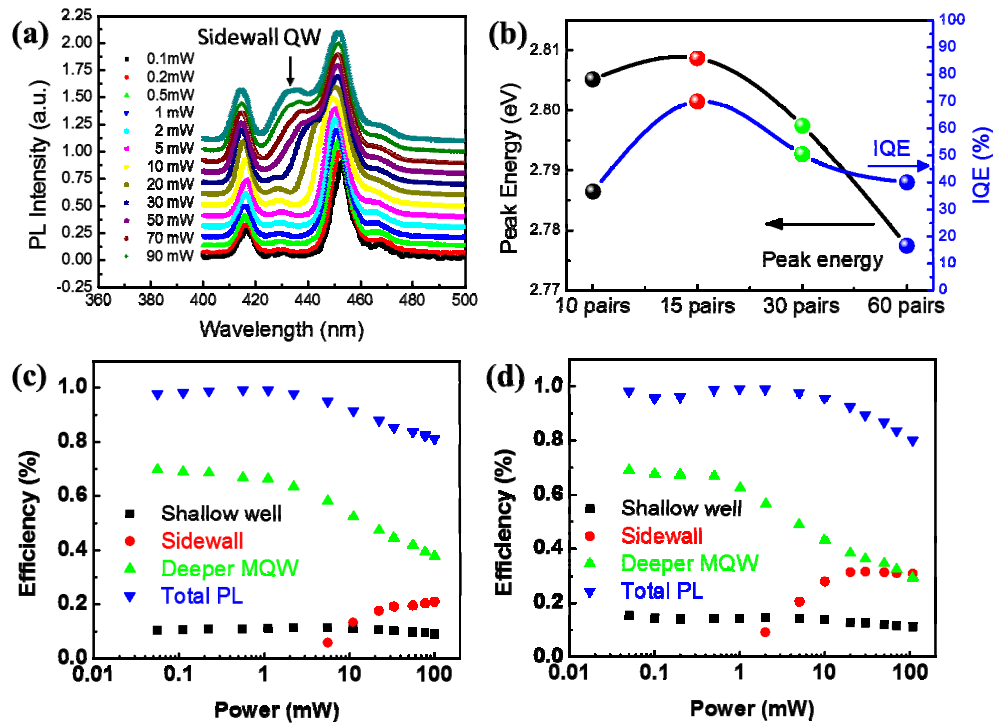 (a)
2.25
2.00
1.75
1.50
1.25
1.00
0.75
0.50
0.25
0.00
-0.25
PL Intensity (a.u.)
Sidewall QW
0.1mW
0.2mW
0.5mW
1 mW
2 mW
5 mW
10 mW
20 mW
30 mW
50 mW
70 mW
90 mW
360 380 400 420 440 460 480 500
Wavelength (nm)
(b)
2.81
2.80
2.79
2.78
2.77
Peak Energy (eV)
IQE
Peak energy
100
90
80
70
60
50
40
30
20
10
0
IQE (%)
10 pairs 15 pairs 30 pairs 60 pairs
(c)
1.0
0.8
0.6
0.4
0.2
0.0
Efficiency (%)
Shallow well
Sidewall
Deeper MQW
Total PL
0.01 0.1 1 10 100
Power (mW)
(d)
1.0
0.8
0.6
0.4
0.2
0.0
Efficiency (%)
Shallow well
Sidewall
Deeper MQW
Total PL
0.01 0.1 1 10 100
Power (mW)